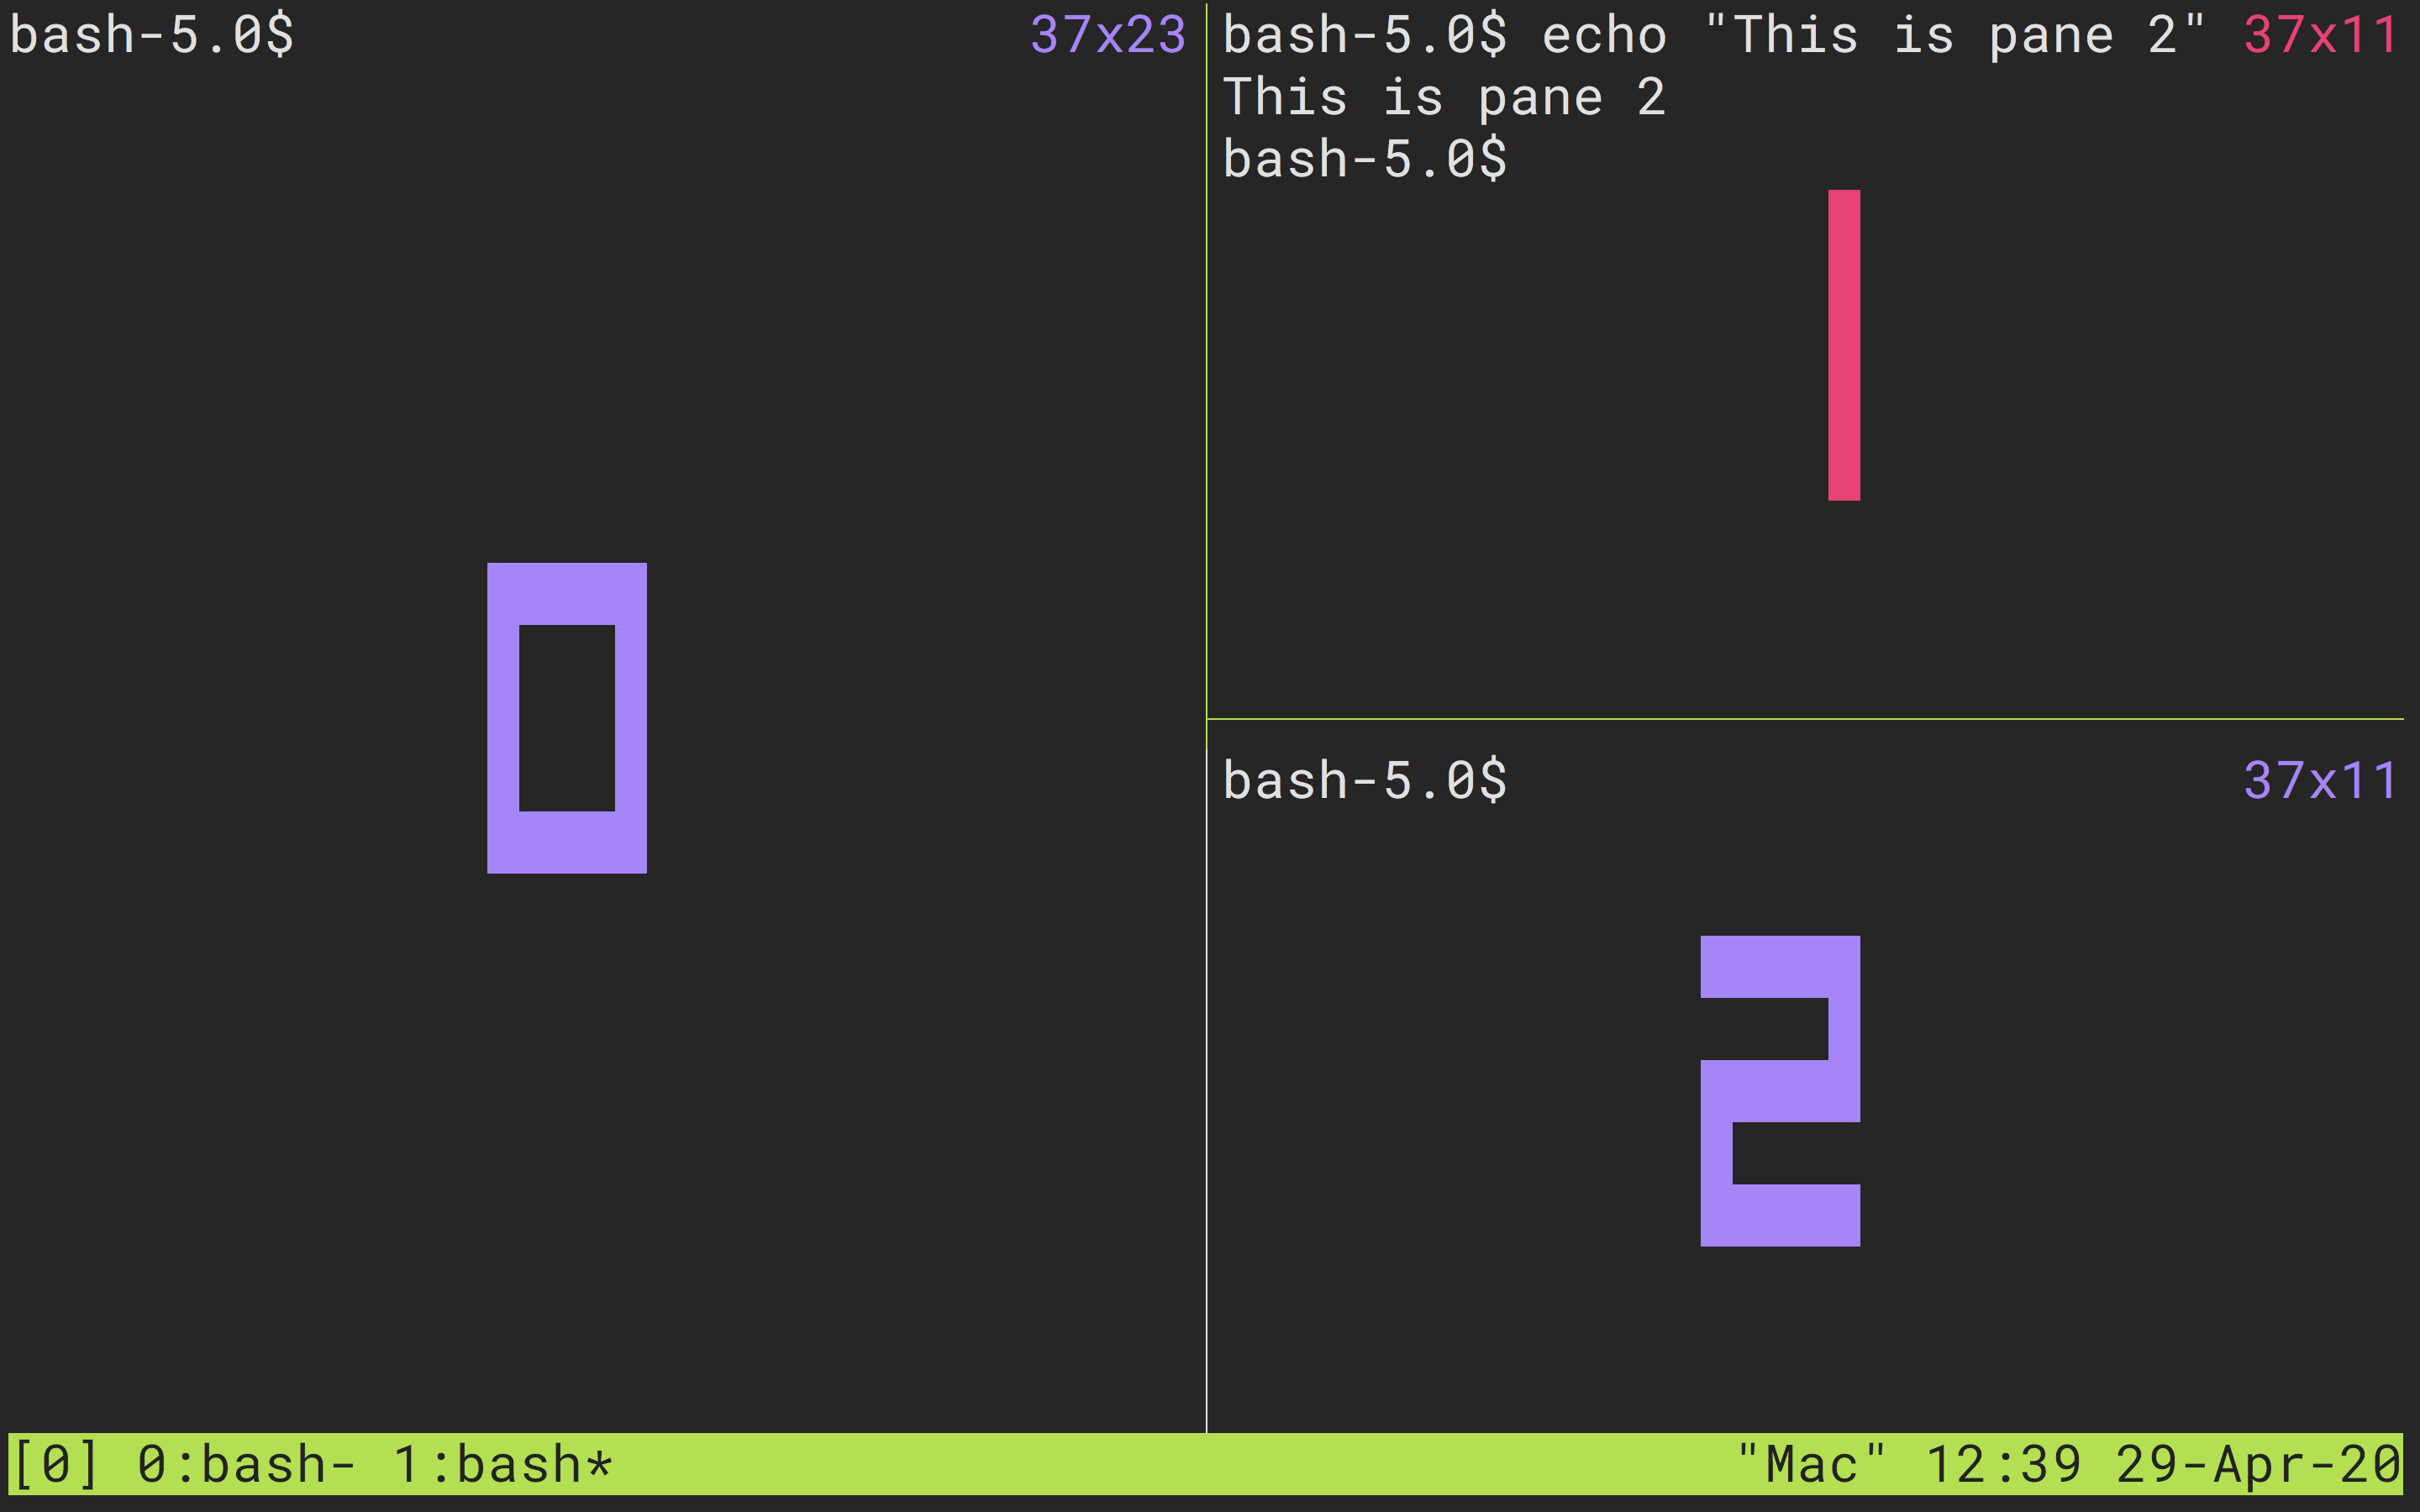 bash-5.0$ 37x23
0
bash-5.0$ echo "This is pane 2" 37x11
This is pane 2
bash-5.0$
1
bash-5.0$ 37x11
2
[0] 0:bash- 1:bash* "Mac" 12:39 29-Apr-20